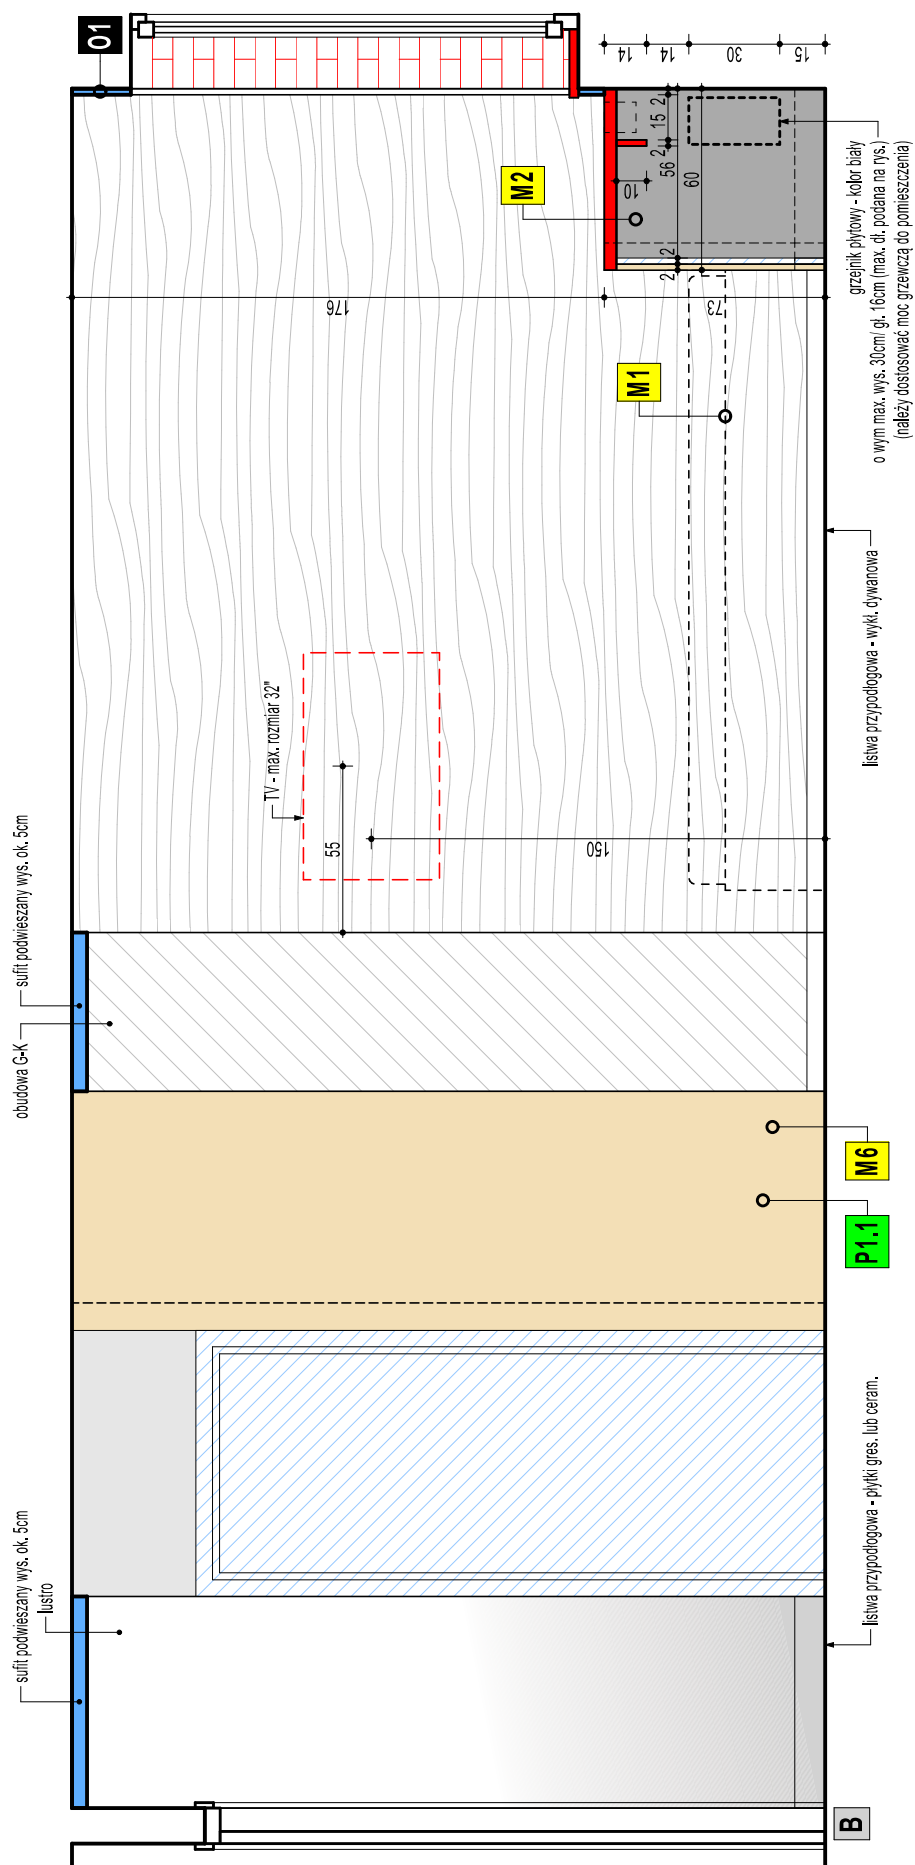 sufit podwieszany wys. ok. 5cm
lustro
obudowa G-K
sufit podwieszany wys. ok. 5cm
O1
TV - max. rozmiar 32"
55
150
176
73
M2
M1
14
14
30
15
2
15
2
10
56
60
2
2
M6
P1.1
B
listwa przypodłogowa - płytki gres. lub ceram.
listwa przypodłogowa - wykł. dywanowa
grzejnik płytowy - kolor biały
o wym max. wys. 30cm/ gł. 16cm (max. dł. podana na rys.)
(należy dostosować moc grzewczą do pomieszczenia)